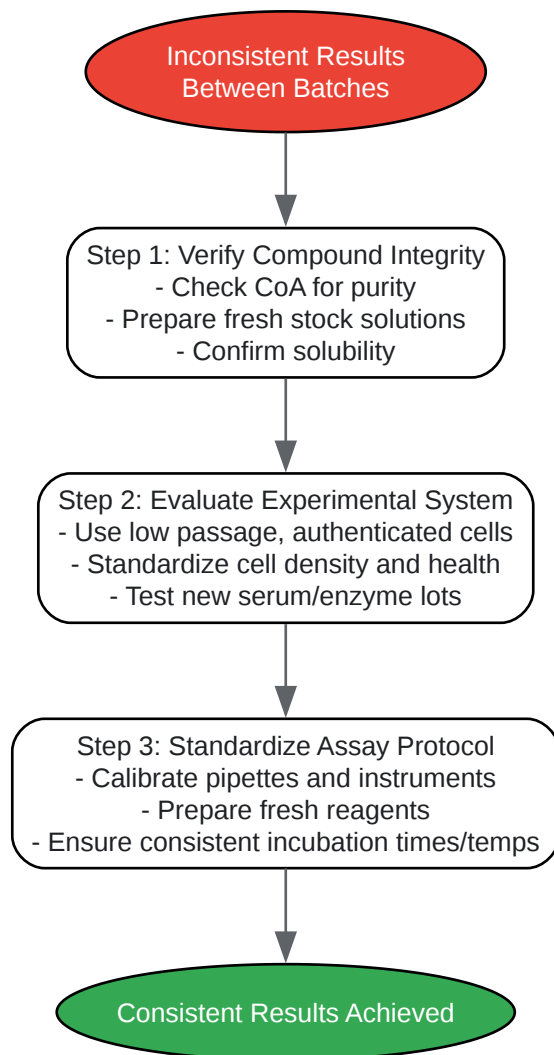 Inconsistent Results
Between Batches
Step 1: Verify Compound Integrity
- Check CoA for purity
- Prepare fresh stock solutions
- Confirm solubility
Step 2: Evaluate Experimental System
- Use low passage, authenticated cells
- Standardize cell density and health
- Test new serum/enzyme lots
Step 3: Standardize Assay Protocol
- Calibrate pipettes and instruments
- Prepare fresh reagents
- Ensure consistent incubation times/temps
Consistent Results Achieved